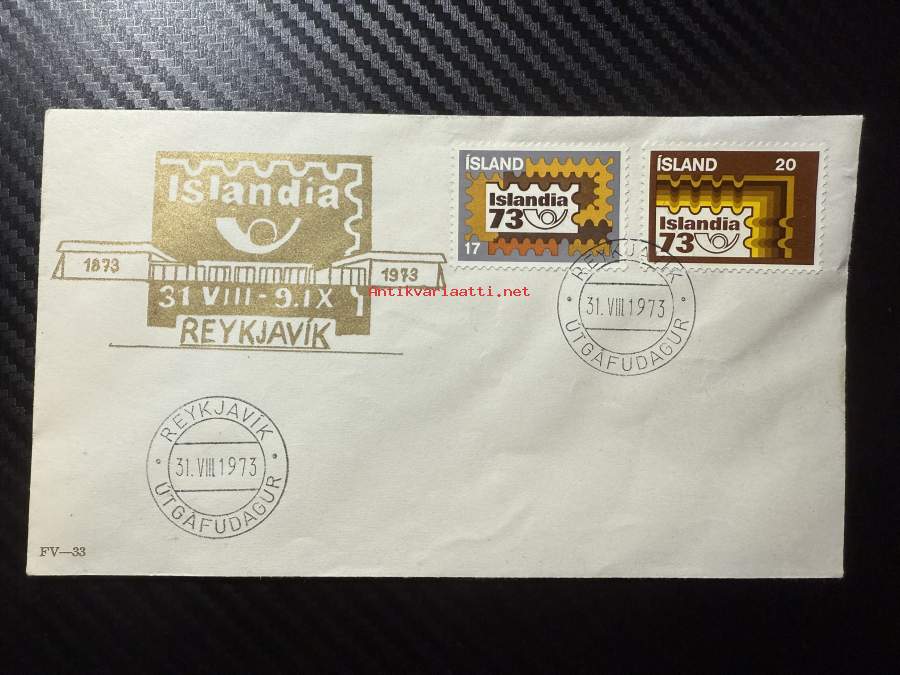 Islandia
1873
1973
31 VIII - 9. IX
REYKJAVÍK
ÍSLAND
Islandia
73
17
ÍSLAND 20
Islandia
73
Antikvariaatti.net
REYKJAVÍK
31.VIII.1973
ÚTGÁFUDAGUR
REYKJAVÍK
31.VIII.1973
ÚTGÁFUDAGUR
FV—33